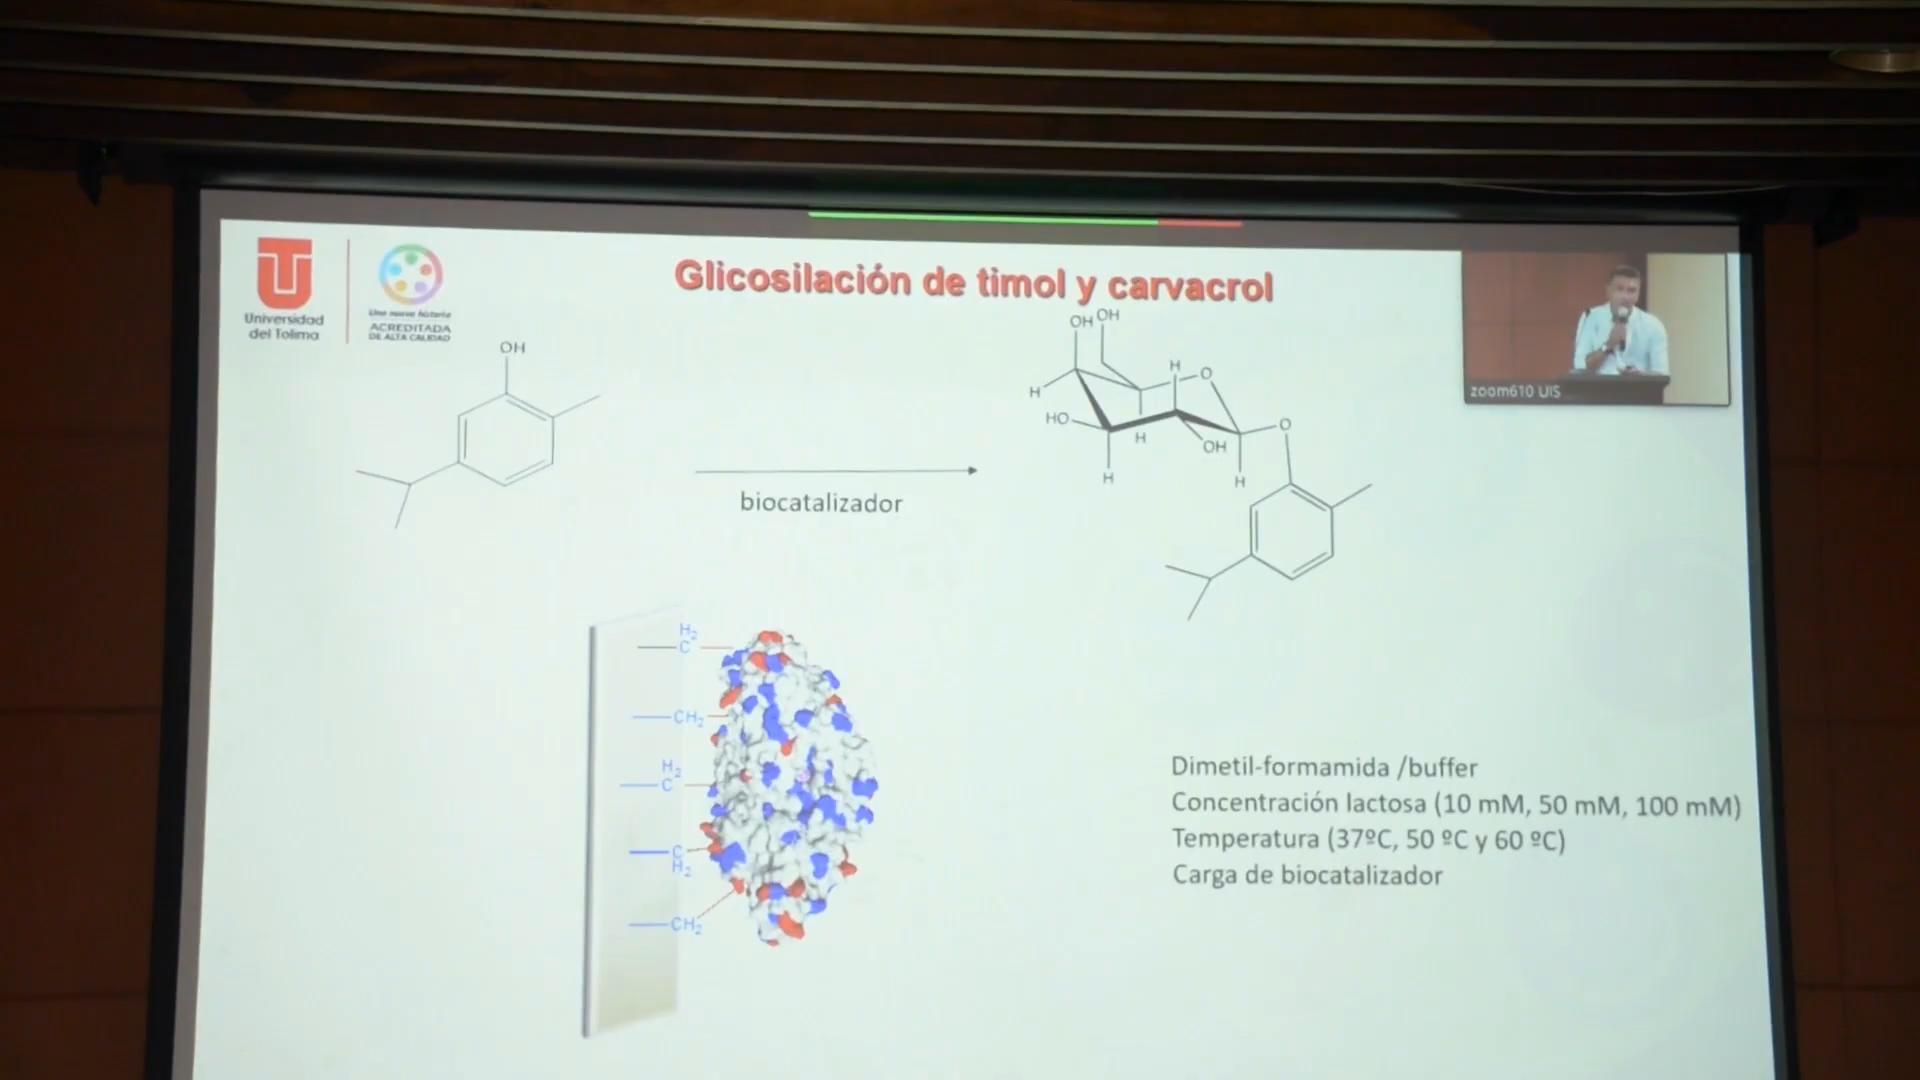 Universidad
del Tolima
Una nueva historia
ACREDITADA
DE ALTA CALIDAD
Glicosilación de timol y carvacrol
zoom610 UIS
OH
biocatalizador
OH OH
H
H
O
HO
H
OH
O
H
H
H2
C
CH2
H2
C
C
H2
CH2
Dimetil-formamida /buffer
Concentración lactosa (10 mM, 50 mM, 100 mM)
Temperatura (37ºC, 50 ºC y 60 ºC)
Carga de biocatalizador